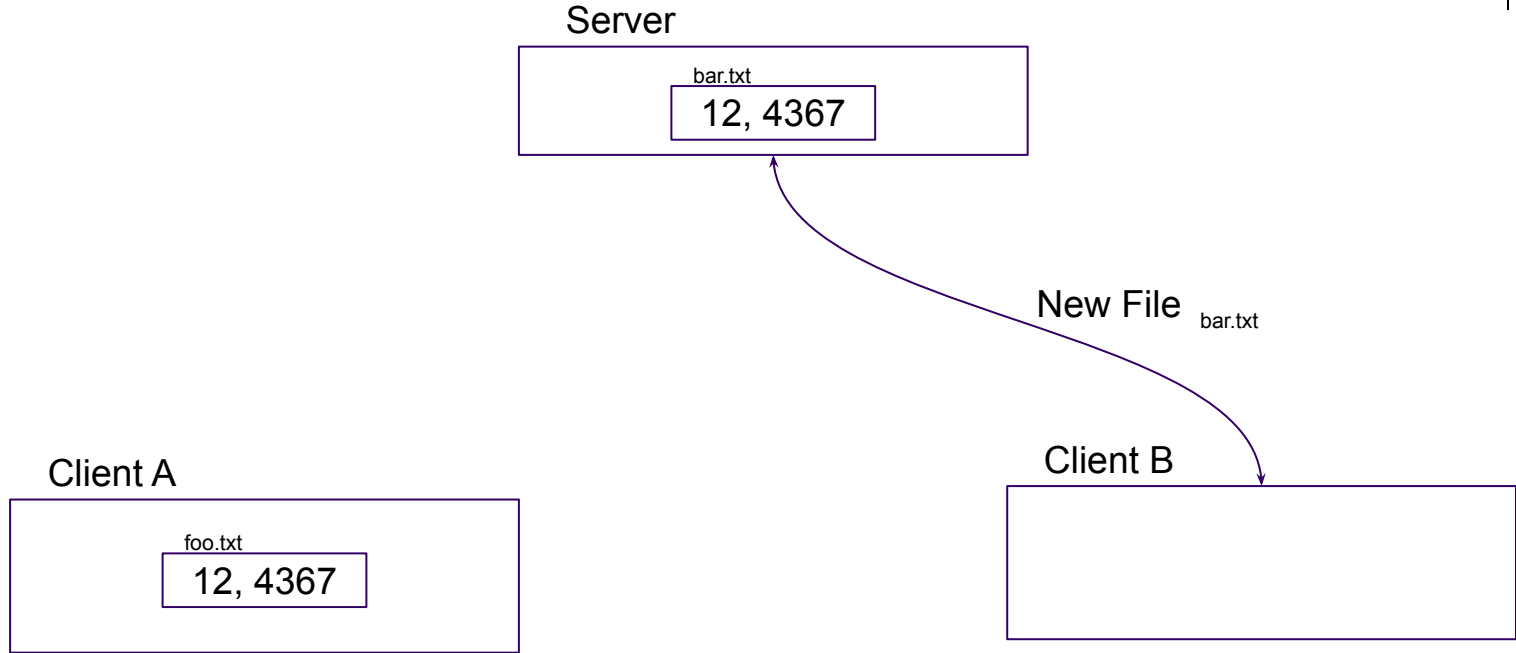 Server
bar.txt
12, 4367
New File bar.txt
Client A
foo.txt
12, 4367
Client B